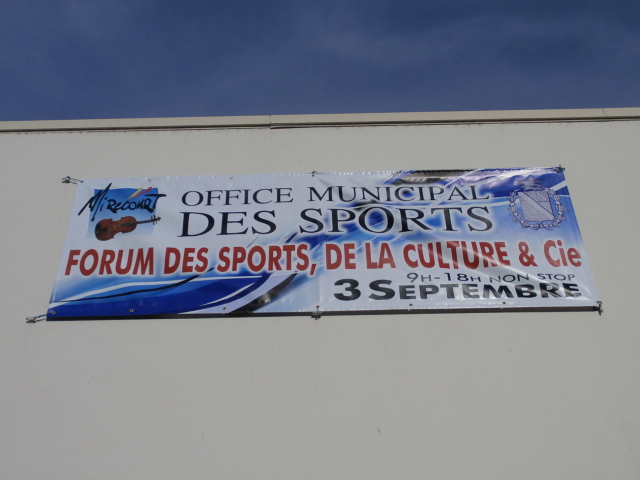 Mirecourt
OFFICE MUNICIPAL
DES SPORTS
FORUM DES SPORTS, DE LA CULTURE & Cie
9H-18H NON STOP
3 SEPTEMBRE